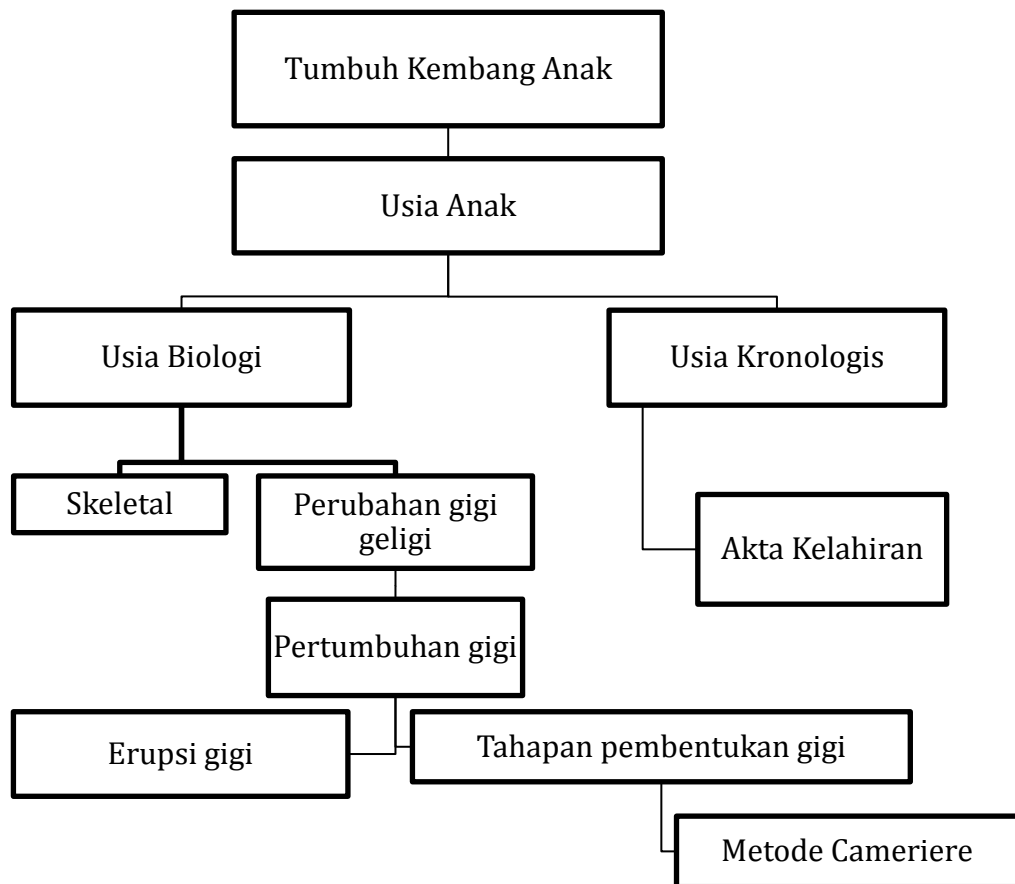 Tumbuh Kembang Anak
Usia Anak
Usia Biologi
Usia Kronologis
Skeletal
Perubahan gigi
geligi
Akta Kelahiran
Pertumbuhan gigi
Erupsi gigi
Tahapan pembentukan gigi
Metode Cameriere